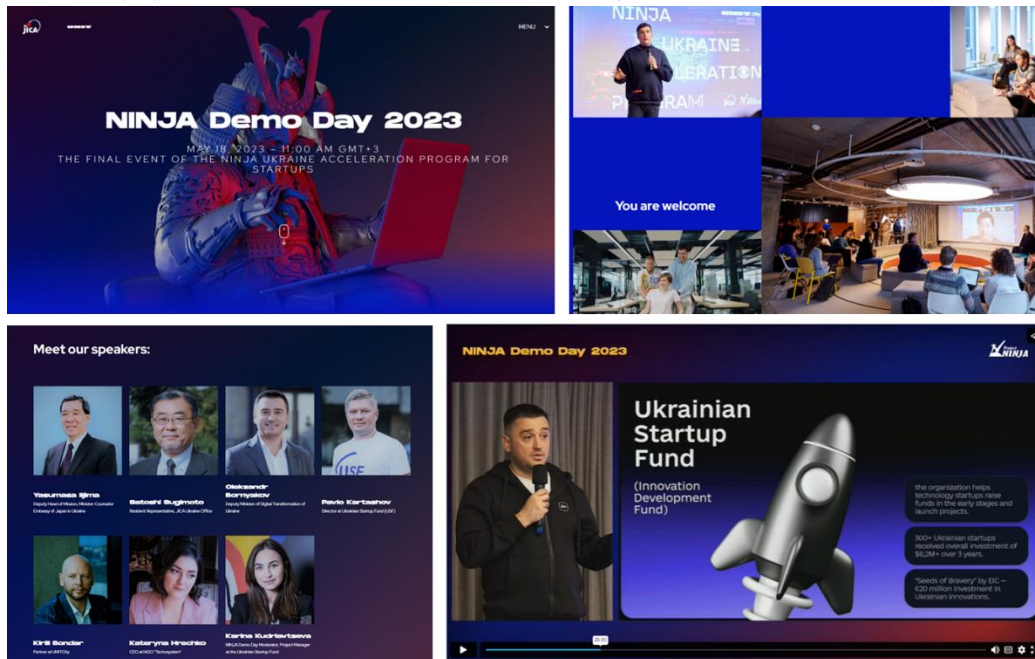 JICA
MENU
NINJA Demo Day 2023
MAY 18, 2023 – 11:00 AM GMT+3
THE FINAL EVENT OF THE NINJA UKRAINE ACCELERATION PROGRAM FOR
STARTUPS
NINJA
UKRAINE
LERATION
You are welcome
Meet our speakers:
Yasumasa Iijima
Deputy Head of Mission, Minister-Counselor
Embassy of Japan in Ukraine
Satoshi Sugimoto
Resident Representative, JICA Ukraine Office
Oleksandr
Bornyakov
Deputy Minister of Digital Transformation of
Ukraine
USF
Pavlo Kartashov
Director at Ukrainian Startup Fund (USF)
Kirill Bondar
Partner at UNIT.City
Kateryna Hrechko
CEO at NGO "Technosystem"
Karina Kudriavtseva
NINJA Demo Day Moderator, Project Manager
at the Ukrainian Startup Fund
NINJA Demo Day 2023
Project
NINJA
Ukrainian
Startup
Fund
(Innovation
Development
Fund)
the organization helps
technology startups raise
funds in the early stages and
launch projects.
300+ Ukrainian startups
received overall investment of
$8,2M+ over 3 years.
"Seeds of Bravery" by EIC —
€20 million investment in
Ukrainian innovations.